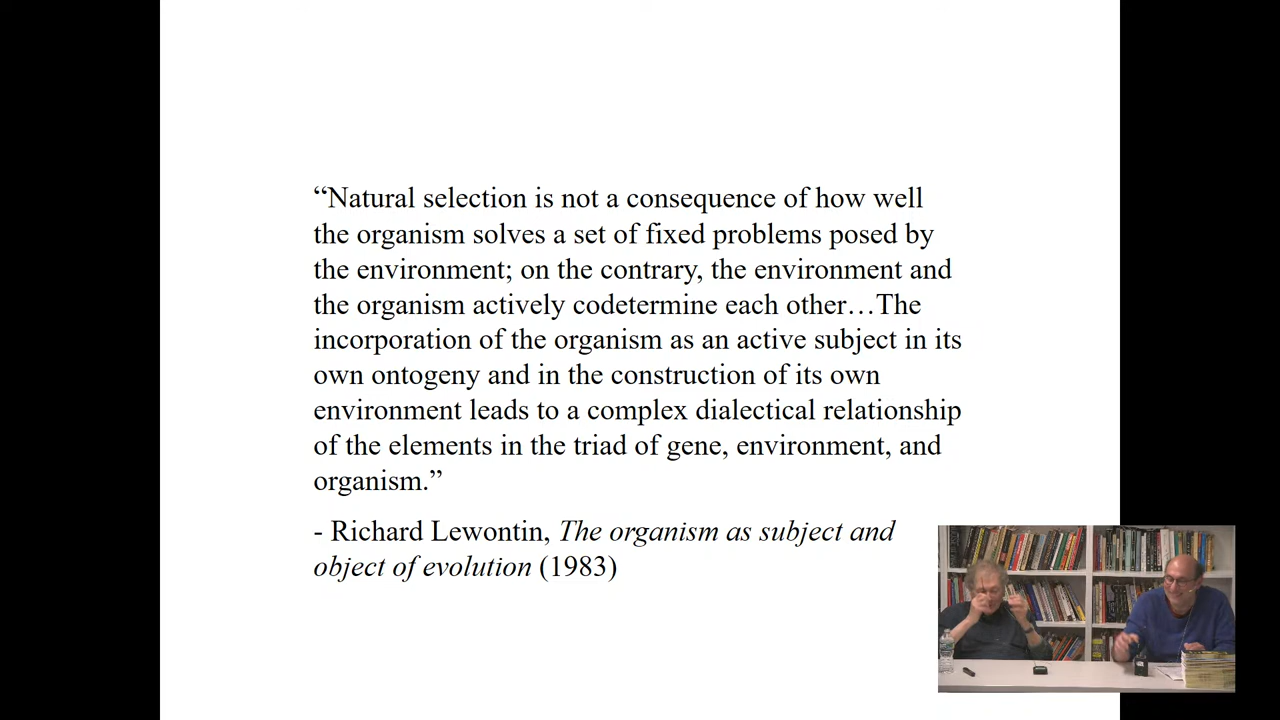 “Natural selection is not a consequence of how well
the organism solves a set of fixed problems posed by
the environment; on the contrary, the environment and
the organism actively codetermine each other…The
incorporation of the organism as an active subject in its
own ontogeny and in the construction of its own
environment leads to a complex dialectical relationship
of the elements in the triad of gene, environment, and
organism.”
- Richard Lewontin, The organism as subject and
object of evolution (1983)